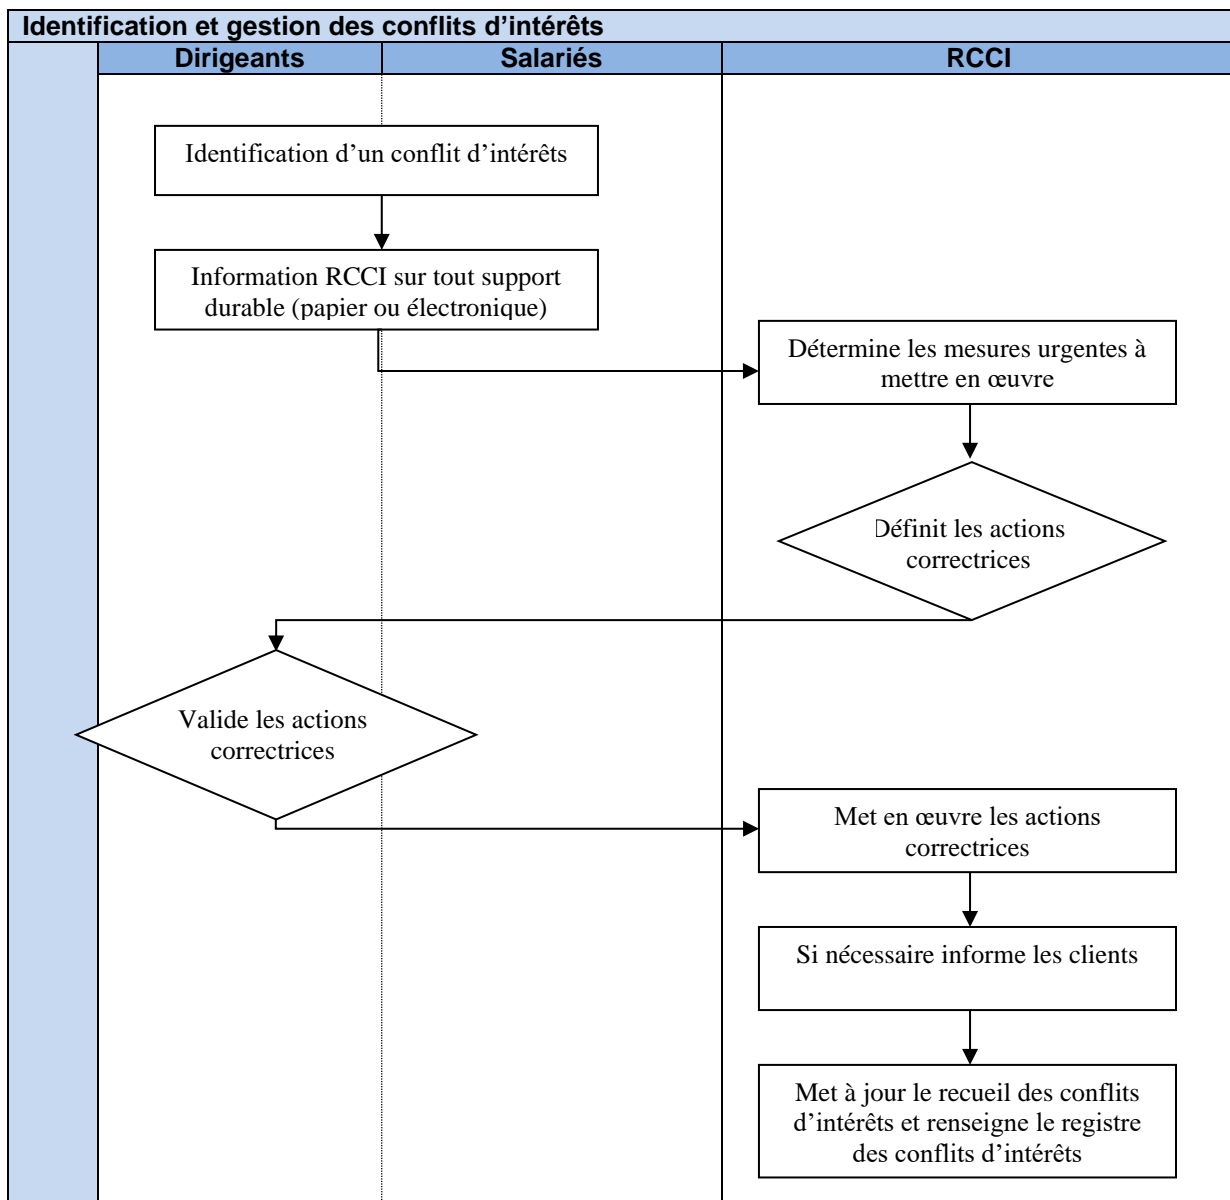 Identification et gestion des conflits d’intérêts
Dirigeants
Salariés
RCCI
Identification d’un conflit d’intérêts
Information RCCI sur tout support
durable (papier ou électronique)
Détermine les mesures urgentes à
mettre en œuvre
Définit les actions
correctrices
Valide les actions
correctrices
Met en œuvre les actions
correctrices
Si nécessaire informe les clients
Met à jour le recueil des conflits
d’intérêts et renseigne le registre
des conflits d’intérêts